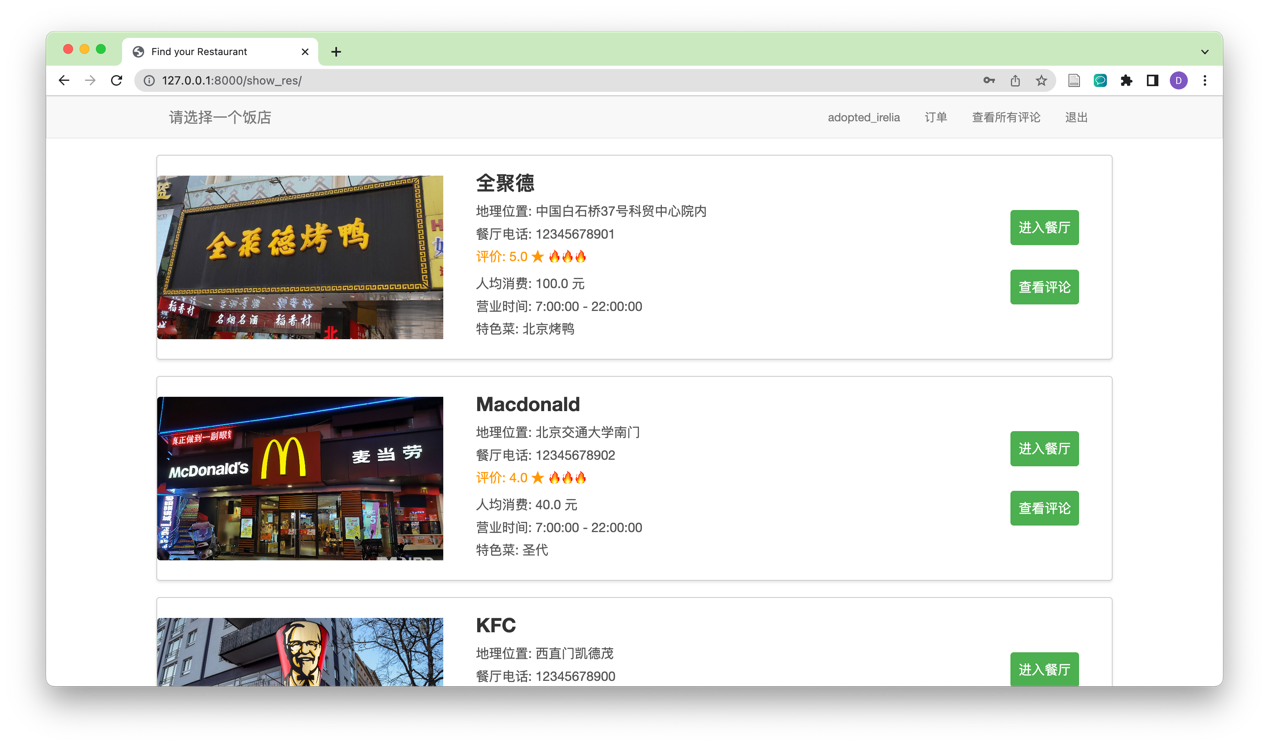 Find your Restaurant
127.0.0.1:8000/show_res/
D
请选择一个饭店
adopted_irelia 订单 查看所有评论 退出
全聚德烤鸭
稻香村
名烟名酒 稻香村
北
全聚德
地理位置: 中国白石桥37号科贸中心院内
餐厅电话: 12345678901
评价: 5.0 ★ 🔥🔥🔥
人均消费: 100.0 元
营业时间: 7:00:00 - 22:00:00
特色菜: 北京烤鸭
进入餐厅
查看评论
真正做到一副眼镜
McDonald's
麦当劳
Macdonald
地理位置: 北京交通大学南门
餐厅电话: 12345678902
评价: 4.0 ★ 🔥🔥🔥
人均消费: 40.0 元
营业时间: 7:00:00 - 22:00:00
特色菜: 圣代
进入餐厅
查看评论
KFC
地理位置: 西直门凯德茂
餐厅电话: 12345678900
进入餐厅